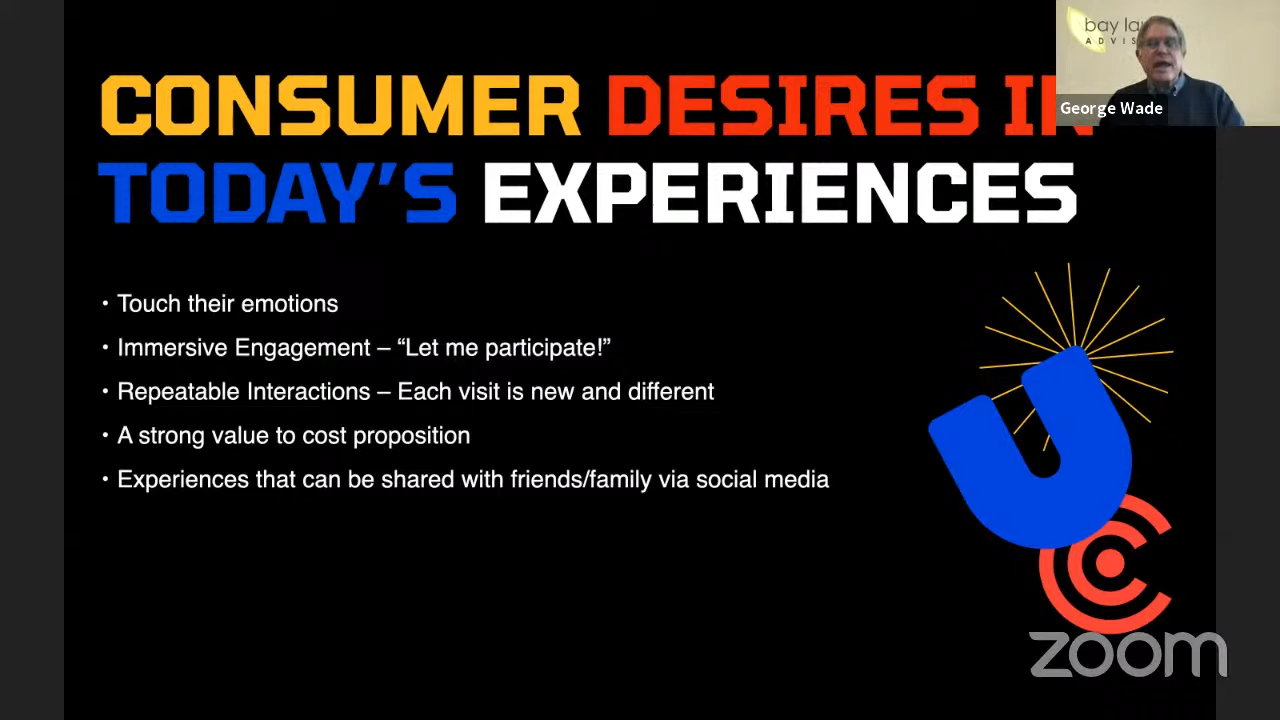 CONSUMER DESIRES IN
TODAY’S EXPERIENCES
• Touch their emotions
• Immersive Engagement – “Let me participate!”
• Repeatable Interactions – Each visit is new and different
• A strong value to cost proposition
• Experiences that can be shared with friends/family via social media
bay
George Wade
U
C
zoom